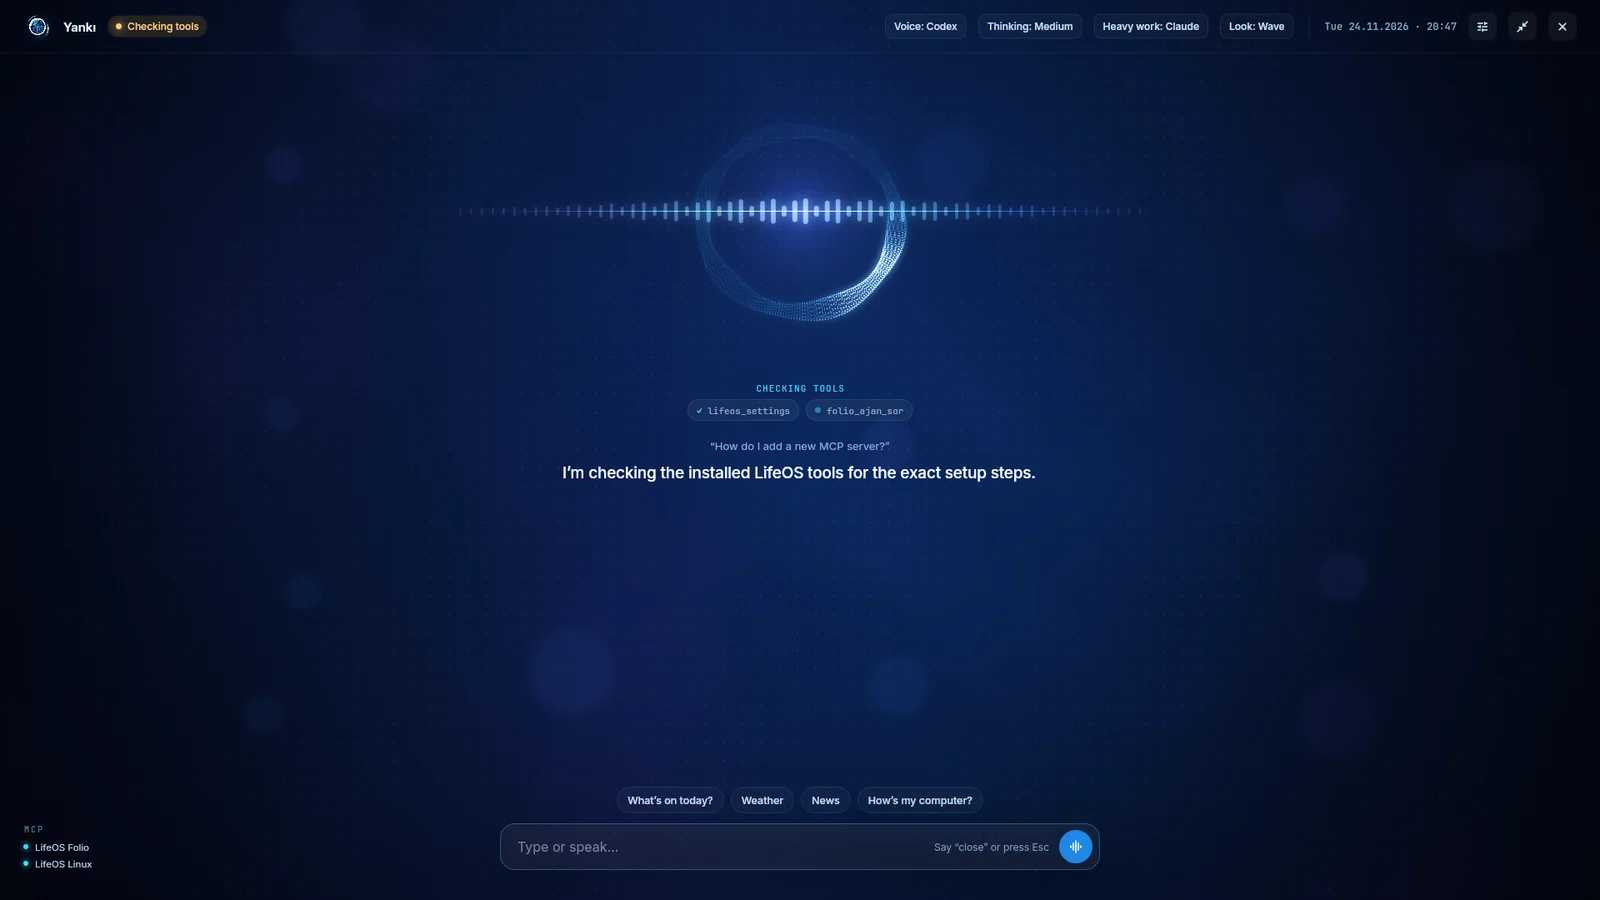 Yankı
Checking tools
Voice: Codex
Thinking: Medium
Heavy work: Claude
Look: Wave
Tue 24.11.2026 · 20:47
CHECKING TOOLS
✓ lifeos_settings
folio_ajan_sor
“How do I add a new MCP server?”
I’m checking the installed LifeOS tools for the exact setup steps.
What’s on today?
Weather
News
How’s my computer?
MCP
LifeOS Folio
LifeOS Linux
Type or speak...
Say “close” or press Esc